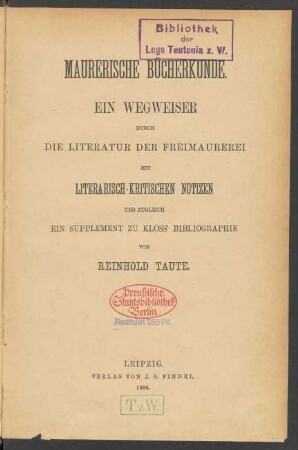 Bibliothek
der
Loge Teutonia z. W.
MAURERISCHE BÜCHERKUNDE.
EIN WEGWEISER
DURCH
DIE LITERATUR DER FREIMAUREREI
MIT
LITERARISCH-KRITISCHEN NOTIZEN
UND ZUGLEICH
EIN SUPPLEMENT ZU KLOSS' BIBLIOGRAPHIE
VON
REINHOLD TAUTE.
Preußische
Staatsbibliothek
Berlin
LEIPZIG.
VERLAG VON J. G. FINDEL.
1886.
T.z.W.